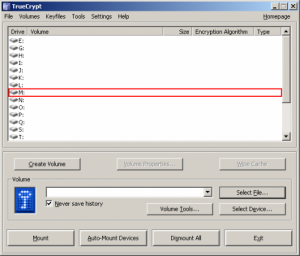 TrueCrypt
File Volumes Keyfiles Tools Settings Help Homepage
Drive Volume Size Encryption Algorithm Type
E:
F:
G:
H:
I:
J:
K:
L:
M:
N:
O:
P:
Q:
S:
T:
Create Volume Volume Properties... Wipe Cache
Volume
Select File...
Never save history
Volume Tools... Select Device...
Mount Auto-Mount Devices Dismount All Exit